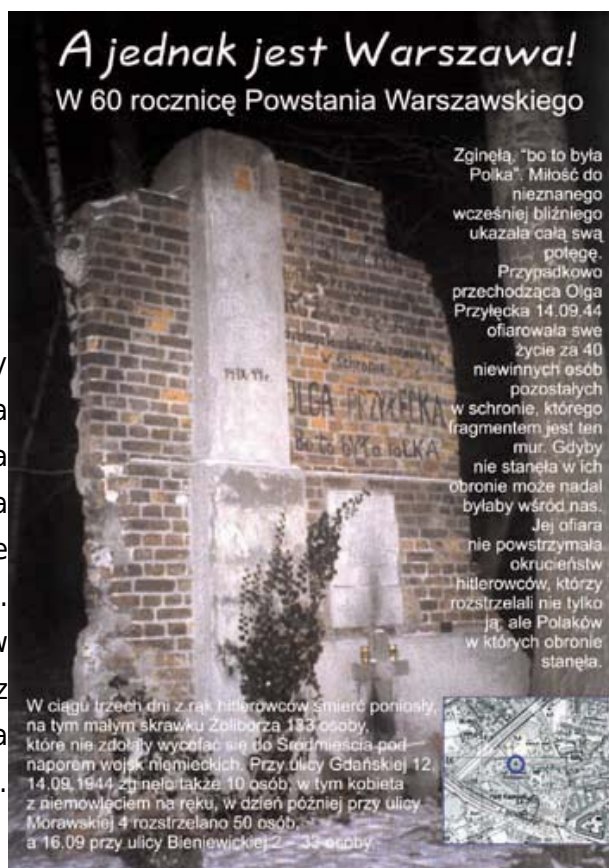 A jednak jest Warszawa!
W 60 rocznicę Powstania Warszawskiego
Zginęła, "bo to była
Polka". Miłość do
nieznanego
wcześniej bliźniego
ukazała całą swą
potęgę.
Przypadkowo
przechodząca Olga
Przyłęcka 14.09.44
ofiarowała swe
życie za 40
niewinnych osób
pozostałych
w schronie, którego
fragmentem jest ten
mur. Gdyby
nie stanęła w ich
obronie może nadal
byłaby wśród nas.
Jej ofiara
nie powstrzymała
okrucieństw
hitlerowców, którzy
rozstrzelali nie tylko
ją, ale Polaków
w których obronie
stanęła.
w schronie
14 IX 44 r.
OLGA PRZYŁĘCKA
Bo to była POLKA
W ciągu trzech dni z rąk hitlerowców śmierć poniosły,
na tym małym skrawku Żoliborza 133 osoby,
które nie zdołały wycofać się do Śródmieścia pod
naporem wojsk niemieckich. Przy ulicy Gdańskiej 12,
14.09.1944 zginęło także 10 osób, w tym kobieta
z niemowlęciem na ręku, w dzień później przy ulicy
Morawskiej 4 rozstrzelano 50 osób,
a 16.09 przy ulicy Bieniewickiej 2 – 33 osoby.